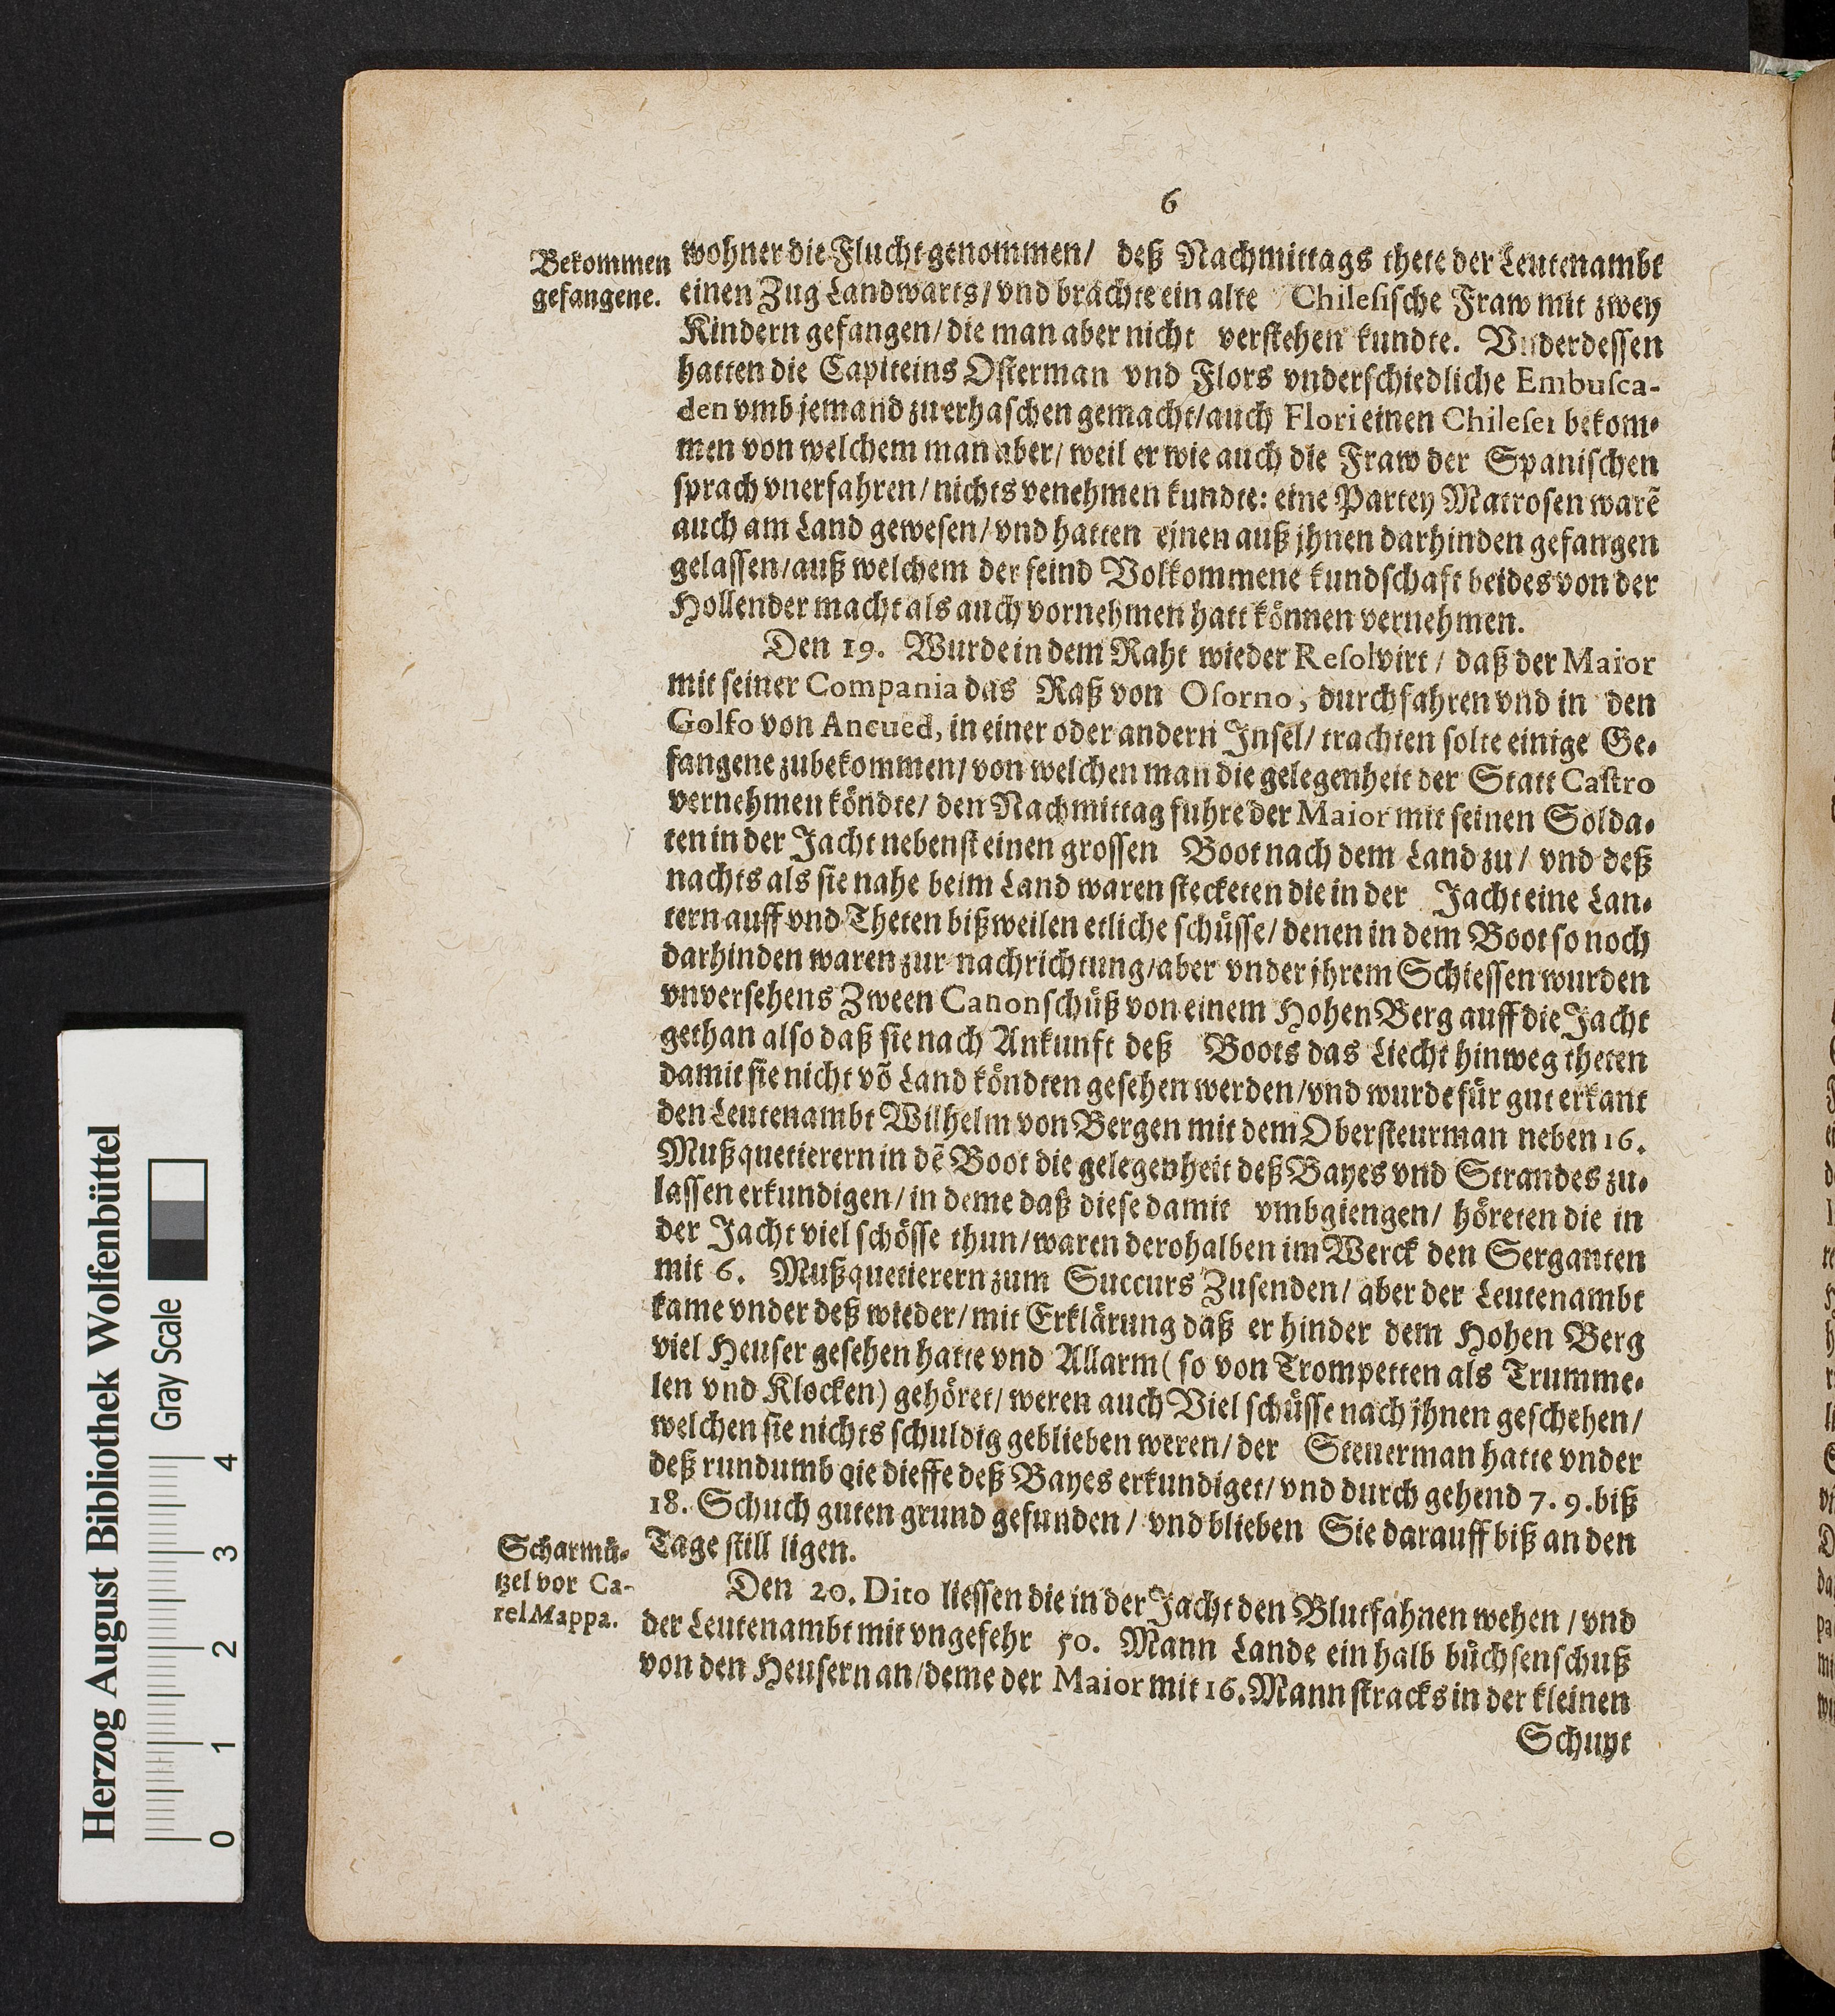 6
Bekommen
gefangene.
wohner die Flucht genommen/ deß Nachmittags thete der Leutenambt
einen Zug Landwarts/ vnd brachte ein alte Chilesische Fraw mit zwey
Kindern gefangen/ die man aber nicht verstehen kundte. Vnderdessen
hatten die Capiteins Osterman vnd Flors vnderschiedliche Embusca-
den vmb jemand zu erhaschen gemacht/ auch Flori einen Chileser bekom-
men von welchem man aber/ weil er wie auch die Fraw der Spanischen
sprach vnerfahren/ nichts venehmen kundte: eine Partey Matrosen warẽ
auch am Land gewesen/ vnd hatten einen auß jhnen darhinden gefangen
gelassen/ auß welchem der feind Volkommene kundschaft beides von der
Hollender macht als auch vornehmen hatt können vernehmen.
Den 19. Wurde in dem Raht wieder Resolvirt/ daß der Maior
mit seiner Compania das Raß von Osorno, durchfahren vnd in den
Golfo von Ancued, in einer oder andern Insel/ trachten solte einige Ge-
fangene zubekommen/ von welchen man die gelegenheit der Statt Castro
vernehmen köndte/ den Nachmittag fuhre der Maior mit seinen Solda-
ten in der Jacht nebenst einen grossen Boot nach dem Land zu/ vnd deß
nachts als sie nahe beim Land waren stecketen die in der Jacht eine Lan-
tern auff vnd Theten bißweilen etliche schüsse/ denen in dem Boot so noch
darhinden waren zur nachrichtung/ aber vnder jhrem Schiessen wurden
vnversehens Zween Canonschüß von einem Hohen Berg auff die Jacht
gethan also daß sie nach Ankunft deß Boots das Liecht hinweg theten
damit sie nicht võ Land köndten gesehen werden/ vnd wurde für gut erkant
den Leutenambt Wilhelm von Bergen mit dem Obersteurman neben 16.
Mußquetierern in dẽ Boot die gelegenheit deß Bayes vnd Strandes zu-
lassen erkundigen/ in deme daß diese damit vmbgiengen/ höreten die in
der Jacht viel schösse thun/ waren derohalben im Werck den Serganten
mit 6. Mußquetierern zum Succurs Zusenden/ aber der Leutenambt
kame vnder deß wieder/ mit Erklärung daß er hinder dem Hohen Berg
viel Heuser gesehen hatte vnd Allarm (so von Trompetten als Trumme-
len vnd Klocken) gehöret/ weren auch Viel schüsse nach jhnen geschehen/
welchen sie nichts schuldig geblieben weren/ der Steuerman hatte vnder
deß rundumb qie dieffe deß Bayes erkundiget/ vnd durch gehend 7. 9. biß
18. Schuch guten grund gefunden/ vnd blieben Sie darauff biß an den
Tage still ligen.
Scharmü-
tzel vor Ca-
rel Mappa.
Den 20. Dito liessen die in der Jacht den Blutfahnen wehen/ vnd
der Leutenambt mit vngefehr 50. Mann Lande ein halb büchsenschuß
von den Heusern an/ deme der Maior mit 16. Mann stracks in der kleinen
Schuyt
Herzog August Bibliothek Wolfenbüttel
Gray Scale
0 1 2 3 4